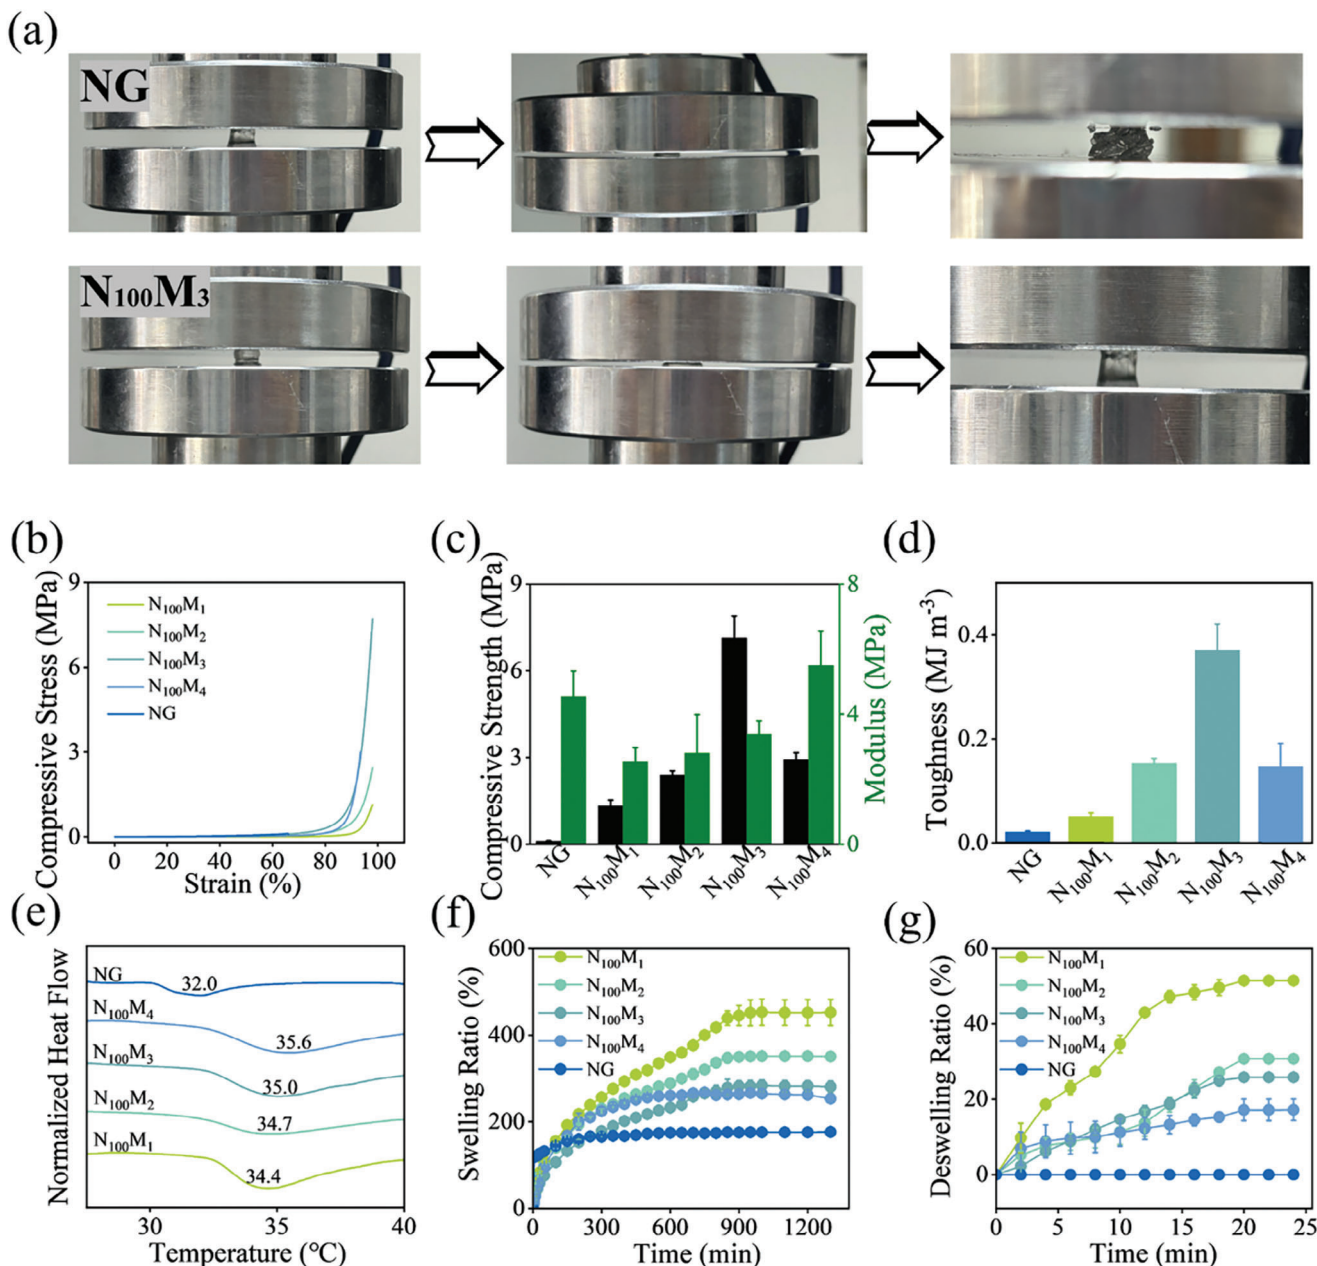 (a)
NG
N₁₀₀M₃
(b)
Compressive Stress (MPa)
9
6
3
0
N₁₀₀M₁
N₁₀₀M₂
N₁₀₀M₃
N₁₀₀M₄
NG
0 20 40 60 80 100
Strain (%)
(c)
Compressive Strength (MPa)
9
6
3
0
8
4
0
Modulus (MPa)
NG N₁₀₀M₁ N₁₀₀M₂ N₁₀₀M₃ N₁₀₀M₄
(d)
Toughness (MJ m⁻³)
0.4
0.2
0.0
NG N₁₀₀M₁ N₁₀₀M₂ N₁₀₀M₃ N₁₀₀M₄
(e)
Normalized Heat Flow
NG
32.0
N₁₀₀M₄
35.6
N₁₀₀M₃
35.0
N₁₀₀M₂
34.7
N₁₀₀M₁
34.4
30 35 40
Temperature (°C)
(f)
Swelling Ratio (%)
600
450
300
200
150
0
N₁₀₀M₁
N₁₀₀M₂
N₁₀₀M₃
N₁₀₀M₄
NG
0 300 600 900 1200
Time (min)
(g)
Deswelling Ratio (%)
60
40
20
0
N₁₀₀M₁
N₁₀₀M₂
N₁₀₀M₃
N₁₀₀M₄
NG
0 5 10 15 20 25
Time (min)